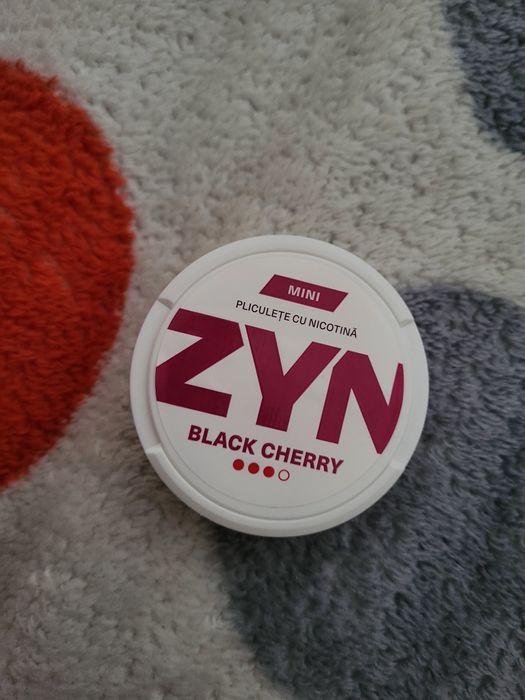 MINI
PLICULEȚE CU NICOTINĂ
ZYN
BLACK CHERRY